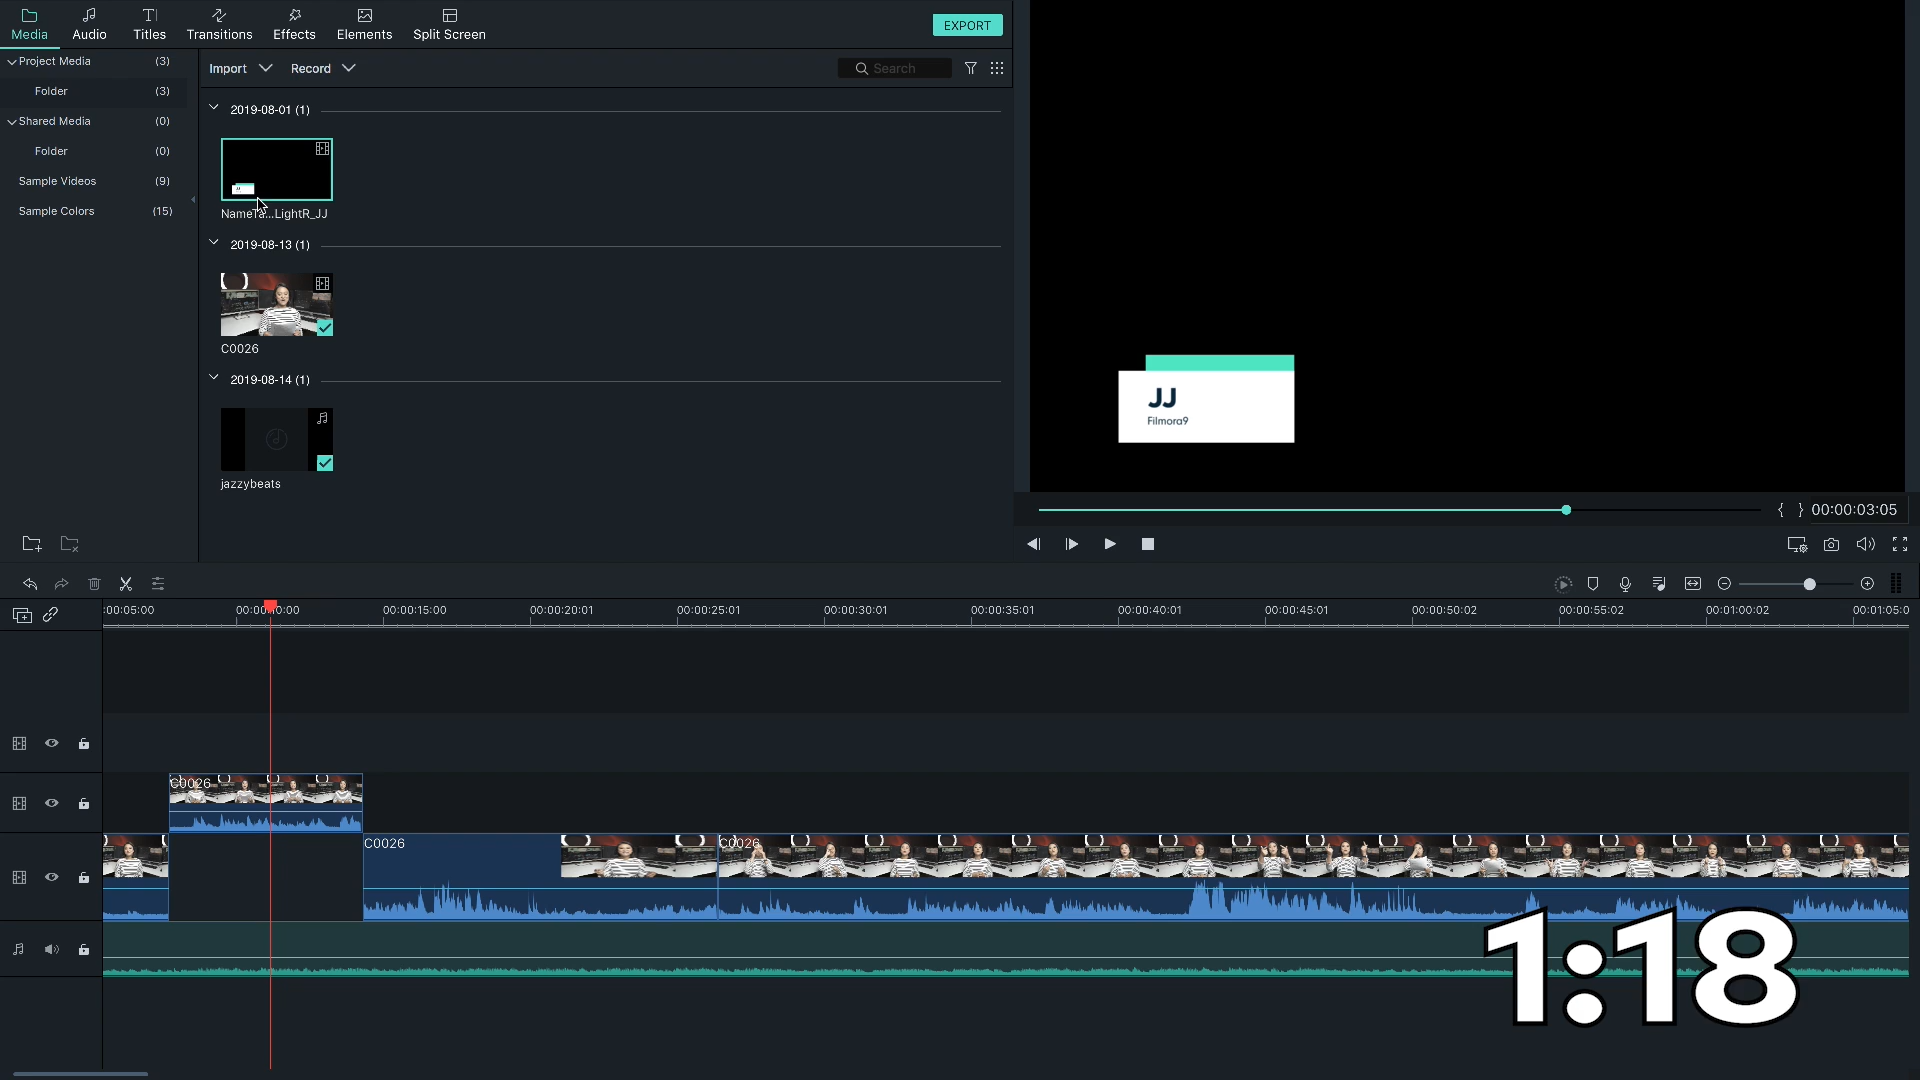 Media
Audio
Titles
Transitions
Effects
Elements
Split Screen
EXPORT
Project Media (3)
Folder (3)
Shared Media (0)
Folder (0)
Sample Videos (9)
Sample Colors (15)
Import
Record
Search
2019-08-01 (1)
NameTa...LightR_JJ
2019-08-13 (1)
C0026
2019-08-14 (1)
jazzybeats
JJ
Filmora9
{ } 00:00:03:05
:00:05:00
00:00:10:00
00:00:15:00
00:00:20:01
00:00:25:01
00:00:30:01
00:00:35:01
00:00:40:01
00:00:45:01
00:00:50:02
00:00:55:02
00:01:00:02
00:01:05:0
C0026
C0026
C0026
1:18